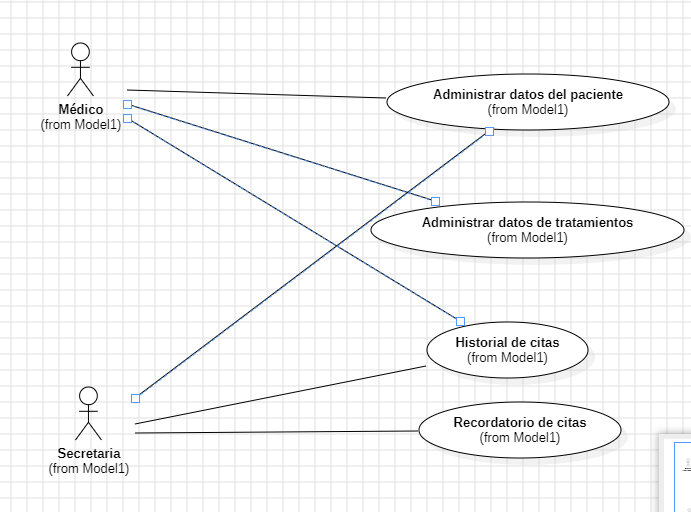 Médico
(from Model1)
Administrar datos del paciente
(from Model1)
Administrar datos de tratamientos
(from Model1)
Historial de citas
(from Model1)
Recordatorio de citas
(from Model1)
Secretaria
(from Model1)